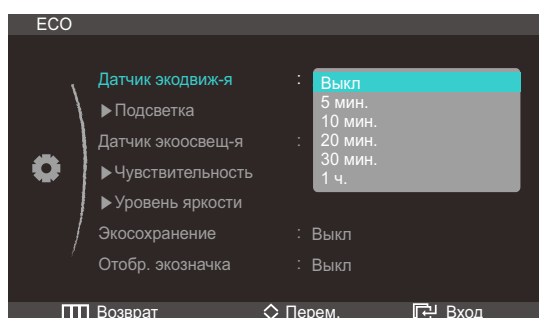 ECO
Датчик экодвиж-я : Выкл
5 мин.
▶Подсветка
10 мин.
Датчик экоосвещ-я : 20 мин.
30 мин.
▶Чувствительность
1 ч.
▶Уровень яркости
Экосохранение : Выкл
Отобр. экозначка : Выкл
Возврат Перем. Вход